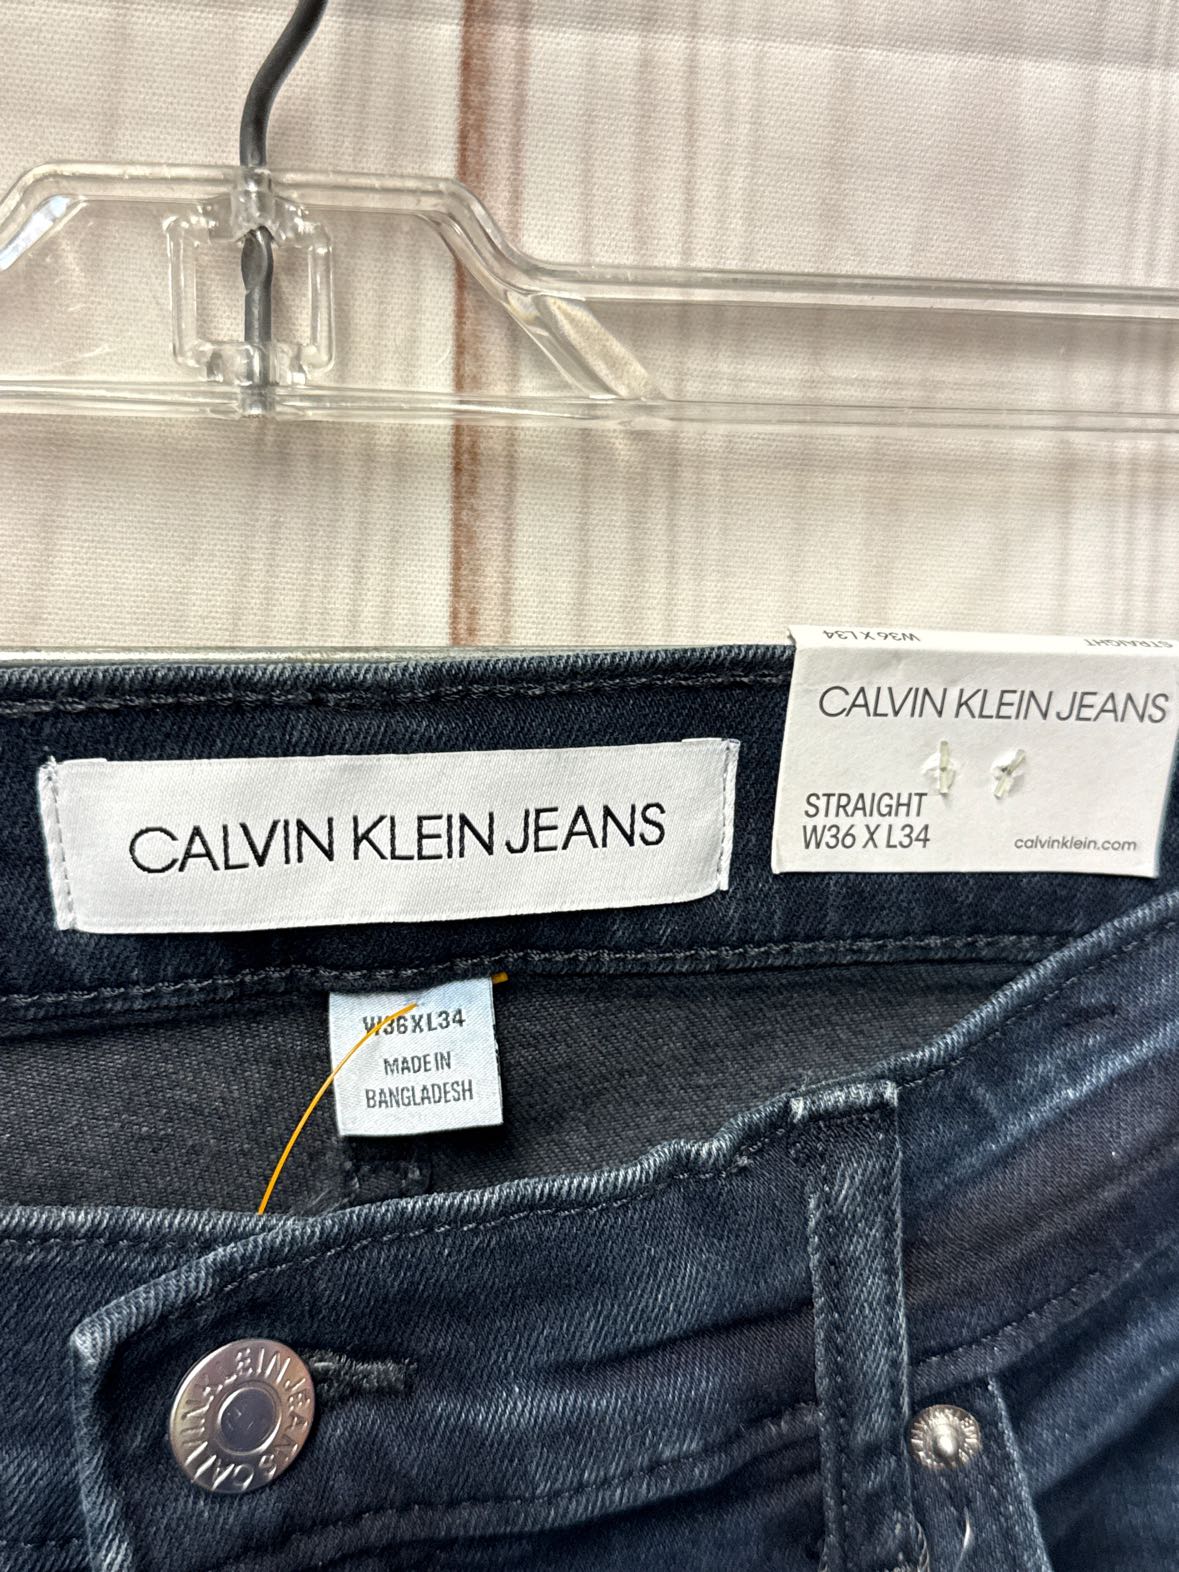 W36 X L34
STRAIGHT
CALVIN KLEIN JEANS
STRAIGHT
W36 X L34
calvinklein.com
CALVIN KLEIN JEANS
W36XL34
MADE IN
BANGLADESH
CALVIN KLEIN JEANS